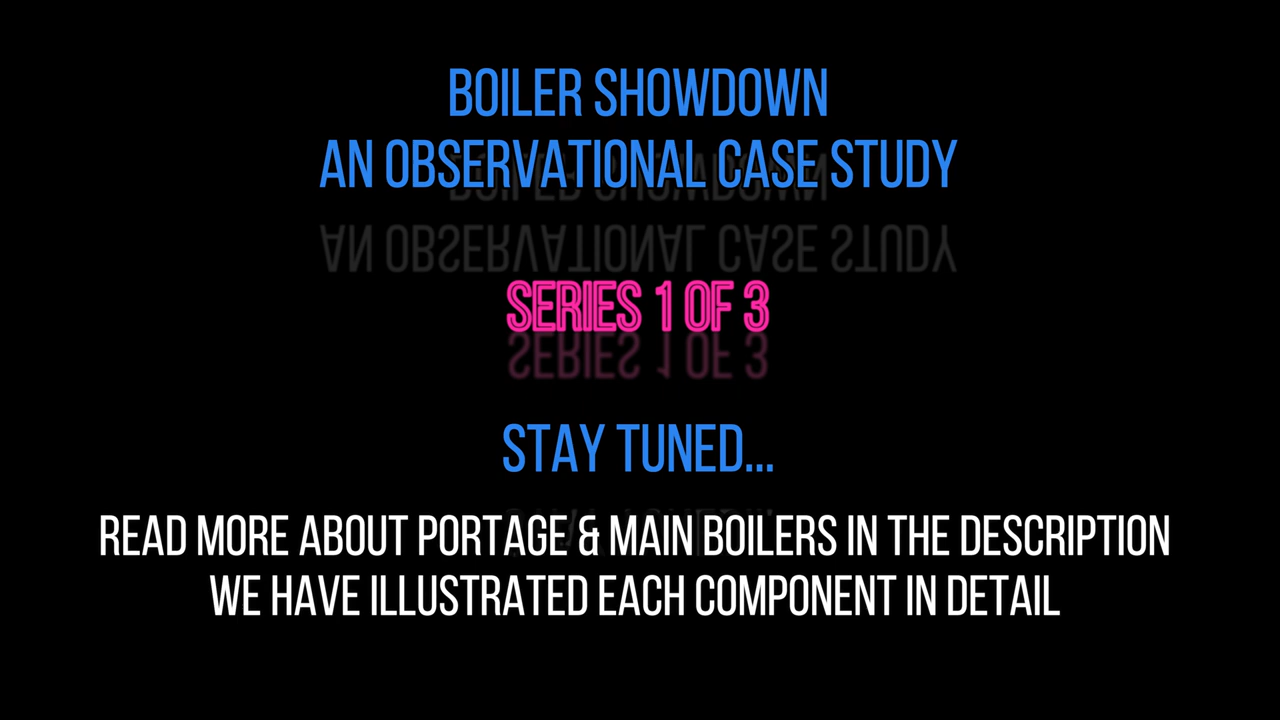 BOILER SHOWDOWN
AN OBSERVATIONAL CASE STUDY
SERIES 1 OF 3
STAY TUNED...
READ MORE ABOUT PORTAGE & MAIN BOILERS IN THE DESCRIPTION
WE HAVE ILLUSTRATED EACH COMPONENT IN DETAIL